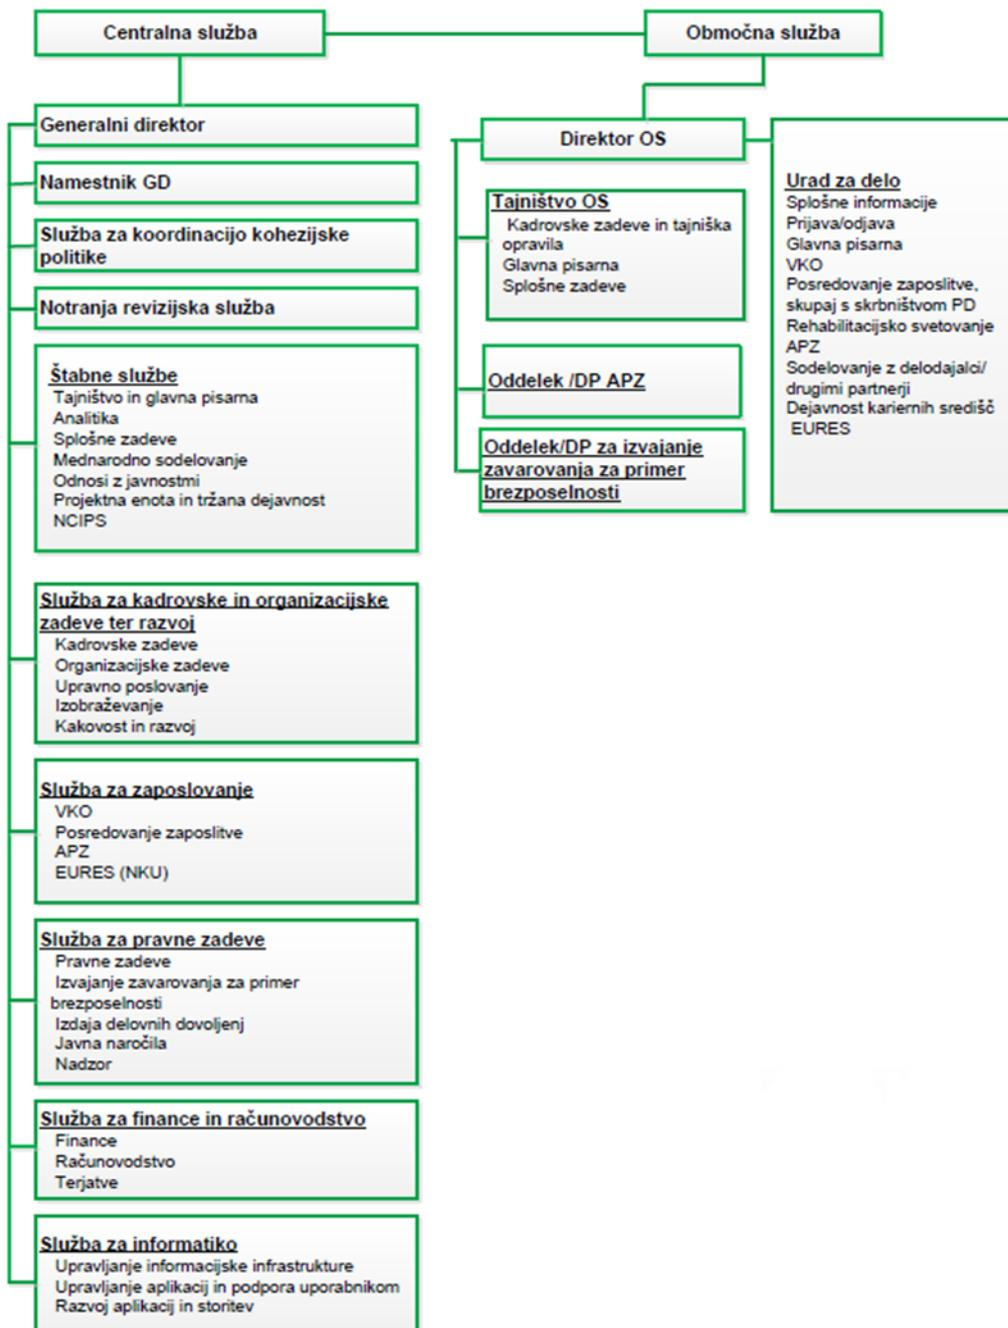 Centralna služba
Območna služba
Generalni direktor
Namestnik GD
Služba za koordinacijo kohezijske
politike
Notranja revizijska služba
Štabne službe
Tajništvo in glavna pisarna
Analitika
Splošne zadeve
Mednarodno sodelovanje
Odnosi z javnostmi
Projektna enota in tržana dejavnost
NCIPS
Služba za kadrovske in organizacijske
zadeve ter razvoj
Kadrovske zadeve
Organizacijske zadeve
Upravno poslovanje
Izobraževanje
Kakovost in razvoj
Služba za zaposlovanje
VKO
Posredovanje zaposlitve
APZ
EURES (NKU)
Služba za pravne zadeve
Pravne zadeve
Izvajanje zavarovanja za primer
brezposelnosti
Izdaja delovnih dovoljenj
Javna naročila
Nadzor
Služba za finance in računovodstvo
Finance
Računovodstvo
Terjatve
Služba za informatiko
Upravljanje informacijske infrastrukture
Upravljanje aplikacij in podpora uporabnikom
Razvoj aplikacij in storitev
Direktor OS
Tajništvo OS
Kadrovske zadeve in tajniška
opravila
Glavna pisarna
Splošne zadeve
Oddelek /DP APZ
Oddelek/DP za izvajanje
zavarovanja za primer
brezposelnosti
Urad za delo
Splošne informacije
Prijava/odjava
Glavna pisarna
VKO
Posredovanje zaposlitve,
skupaj s skrbništvom PD
Rehabilitacijsko svetovanje
APZ
Sodelovanje z delodajalci/
drugimi partnerji
Dejavnost kariernih središč
EURES